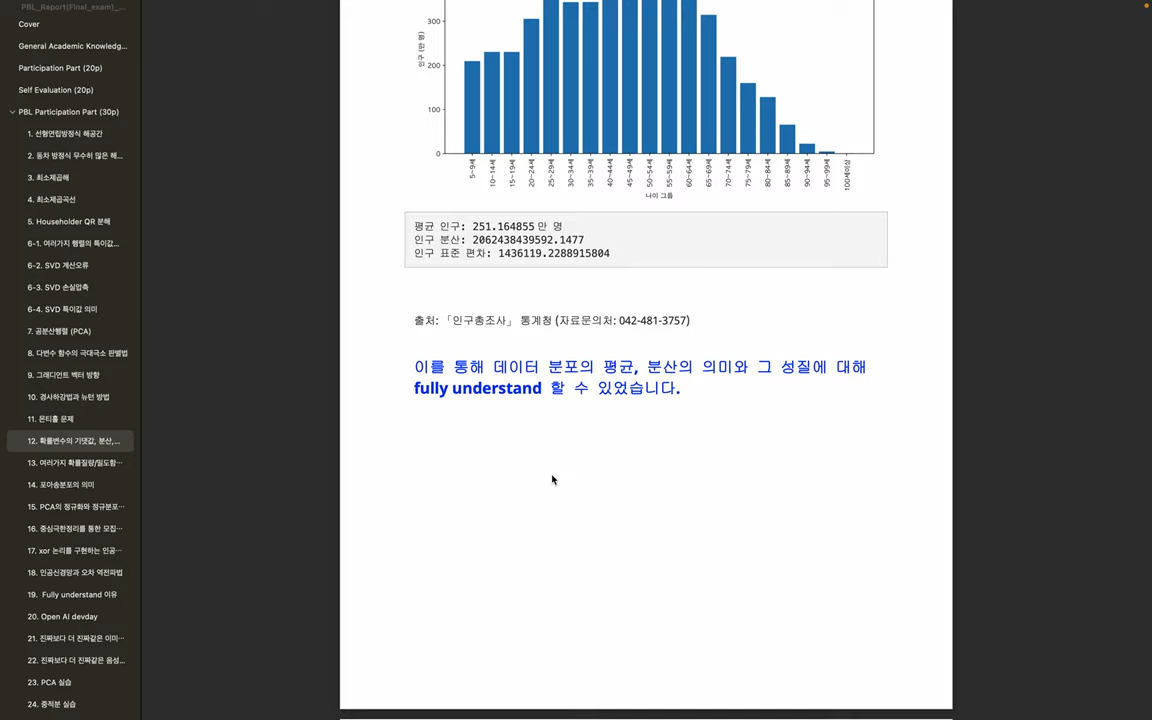 PBL_Report(Final_exam)_...
Cover
General Academic Knowledg...
Participation Part (20p)
Self Evaluation (20p)
PBL Participation Part (30p)
1. 선형연립방정식 해공간
2. 동차 방정식 무수히 많은 해...
3. 최소제곱해
4. 최소제곱곡선
5. Householder QR 분해
6-1. 여러가지 행렬의 특이값...
6-2. SVD 계산오류
6-3. SVD 손실압축
6-4. SVD 특이값 의미
7. 공분산행렬 (PCA)
8. 다변수 함수의 극대극소 판별법
9. 그래디언트 벡터 방향
10. 경사하강법과 뉴턴 방법
11. 몬티홀 문제
12. 확률변수의 기댓값, 분산,...
13. 여러가지 확률질량/밀도함...
14. 포아송분포의 의미
15. PCA의 정규화와 정규분포...
16. 중심극한정리를 통한 모집...
17. xor 논리를 구현하는 인공...
18. 인공신경망과 오차 역전파법
19. Fully understand 이유
20. Open AI devday
21. 진짜보다 더 진짜같은 이미...
22. 진짜보다 더 진짜같은 음성...
23. PCA 실습
24. 중적분 실습
인구 (만 명)
300
200
100
0
5~9세
10~14세
15~19세
20~24세
25~29세
30~34세
35~39세
40~44세
45~49세
50~54세
55~59세
60~64세
65~69세
70~74세
75~79세
80~84세
85~89세
90~94세
95~99세
100세이상
나이 그룹
평균 인구: 251.164855 만 명
인구 분산: 2062438439592.1477
인구 표준 편차: 1436119.2288915804
출처: 「인구총조사」 통계청 (자료문의처: 042-481-3757)
이를 통해 데이터 분포의 평균, 분산의 의미와 그 성질에 대해
fully understand 할 수 있었습니다.